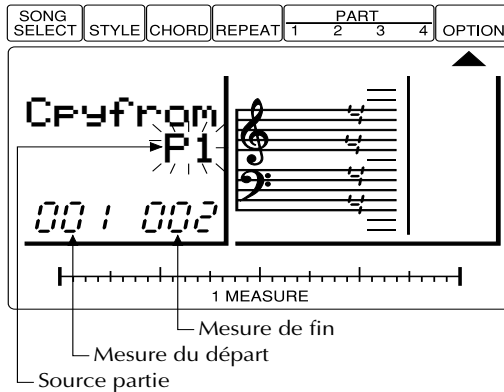 SONG SELECT STYLE CHORD REPEAT PART 1 2 3 4 OPTION
Cpyfrom
P1
001 002
1 MEASURE
Mesure de fin
Mesure du départ
Source partie